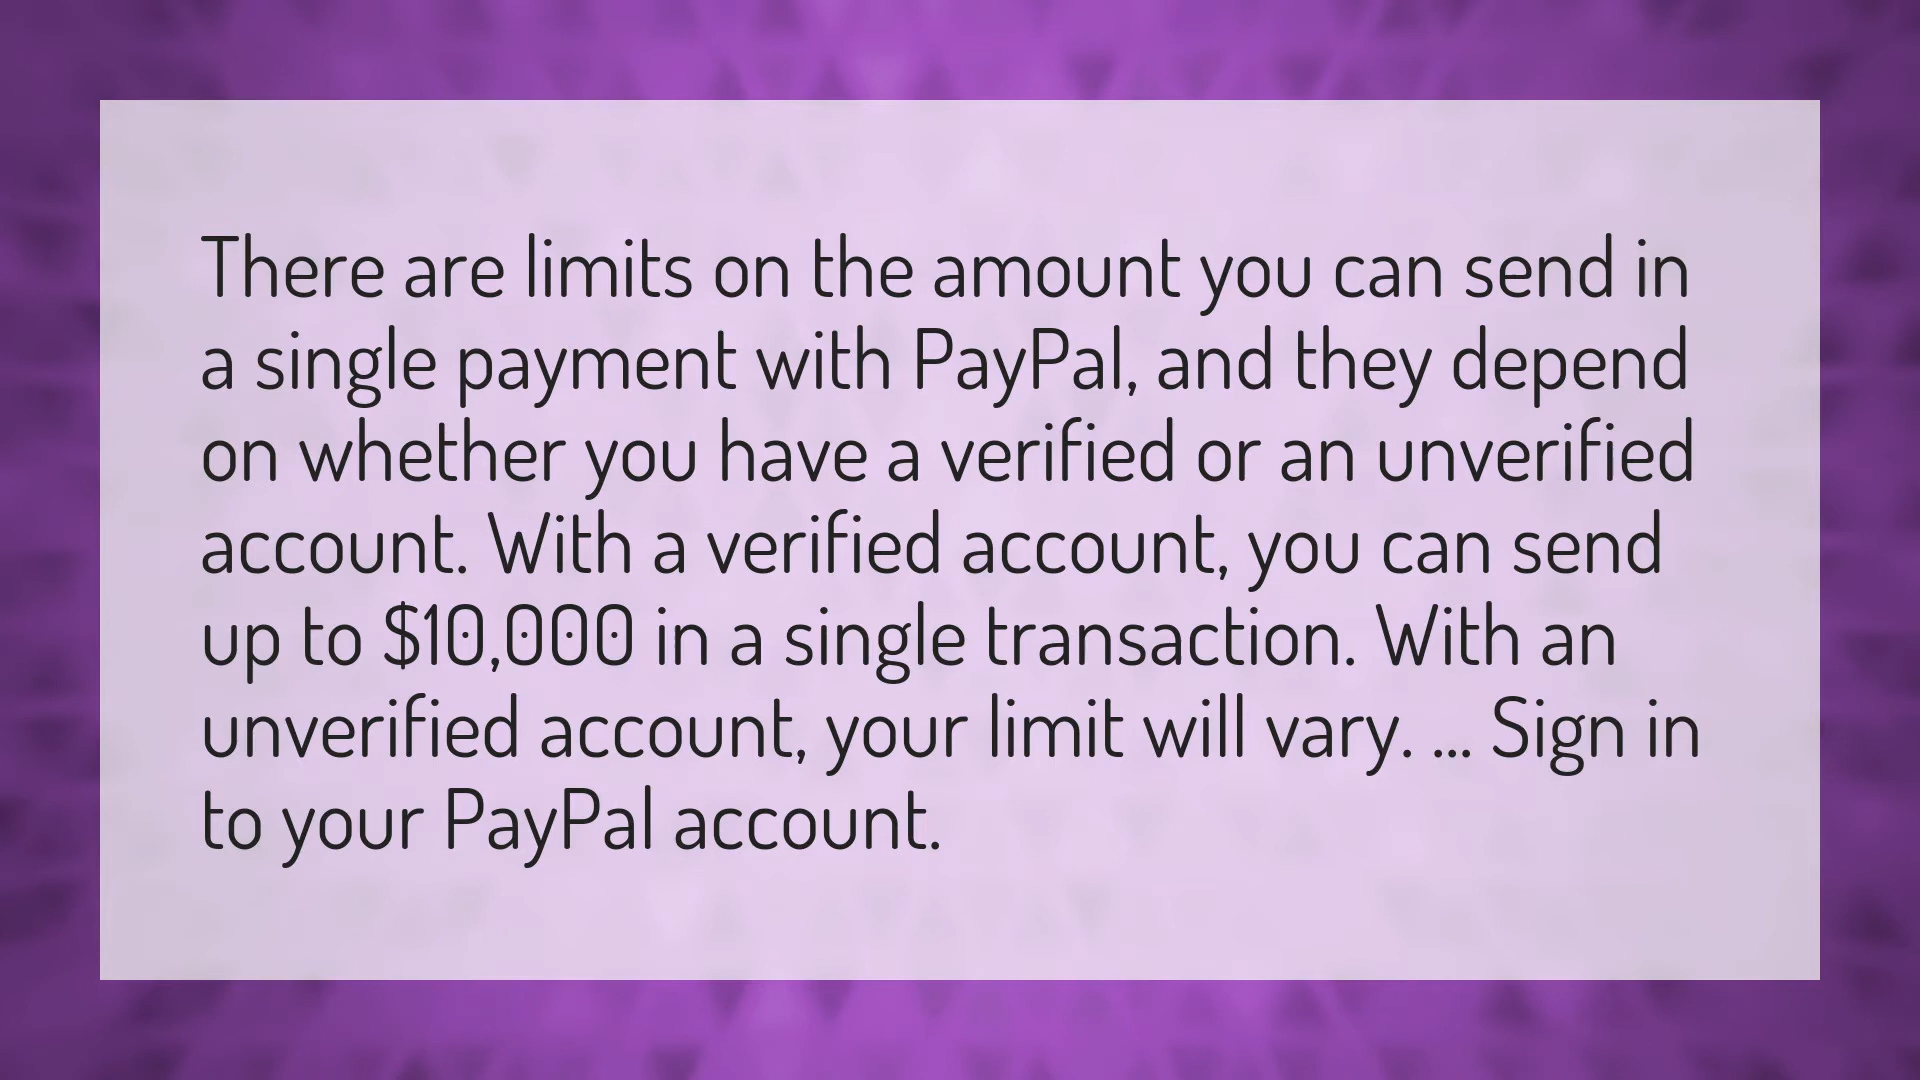 There are limits on the amount you can send in
a single payment with PayPal, and they depend
on whether you have a verified or an unverified
account. With a verified account, you can send
up to $10,000 in a single transaction. With an
unverified account, your limit will vary. ... Sign in
to your PayPal account.